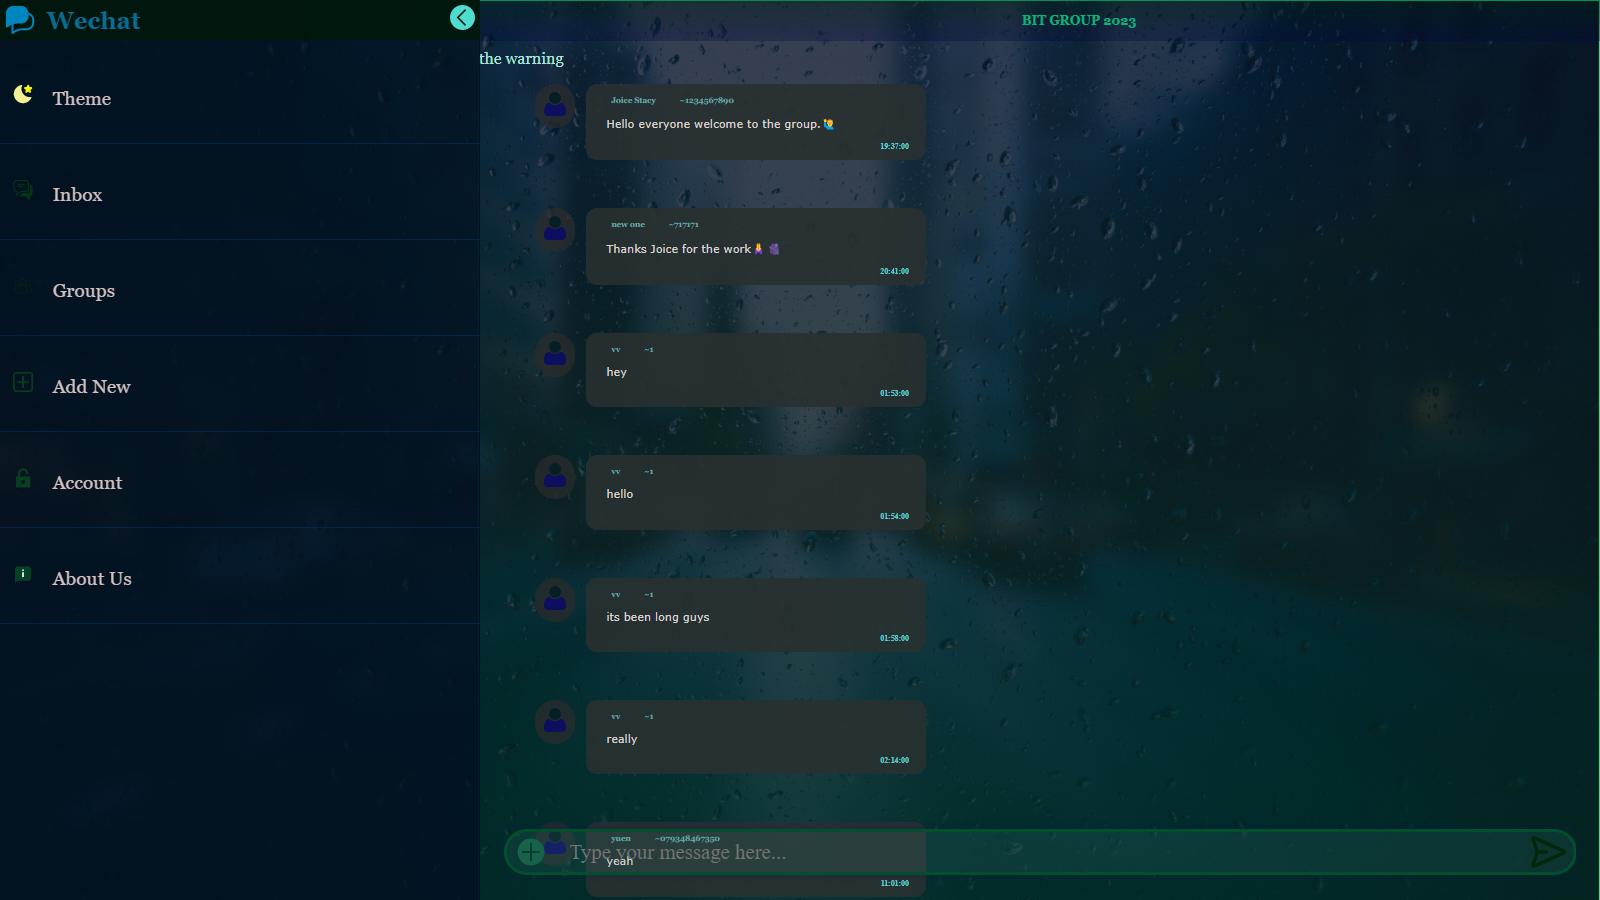 Wechat
Theme
Inbox
Groups
Add New
Account
About Us
BIT GROUP 2023
the warning
Joice Stacy ~1234567890
Hello everyone welcome to the group.🙋‍♂️
19:37:00
new one ~717171
Thanks Joice for the work
20:41:00
vv ~1
hey
01:53:00
vv ~1
hello
01:54:00
vv ~1
its been long guys
01:58:00
vv ~1
really
02:14:00
yuen ~079348467350
Type your message here...
yeah
11:01:00